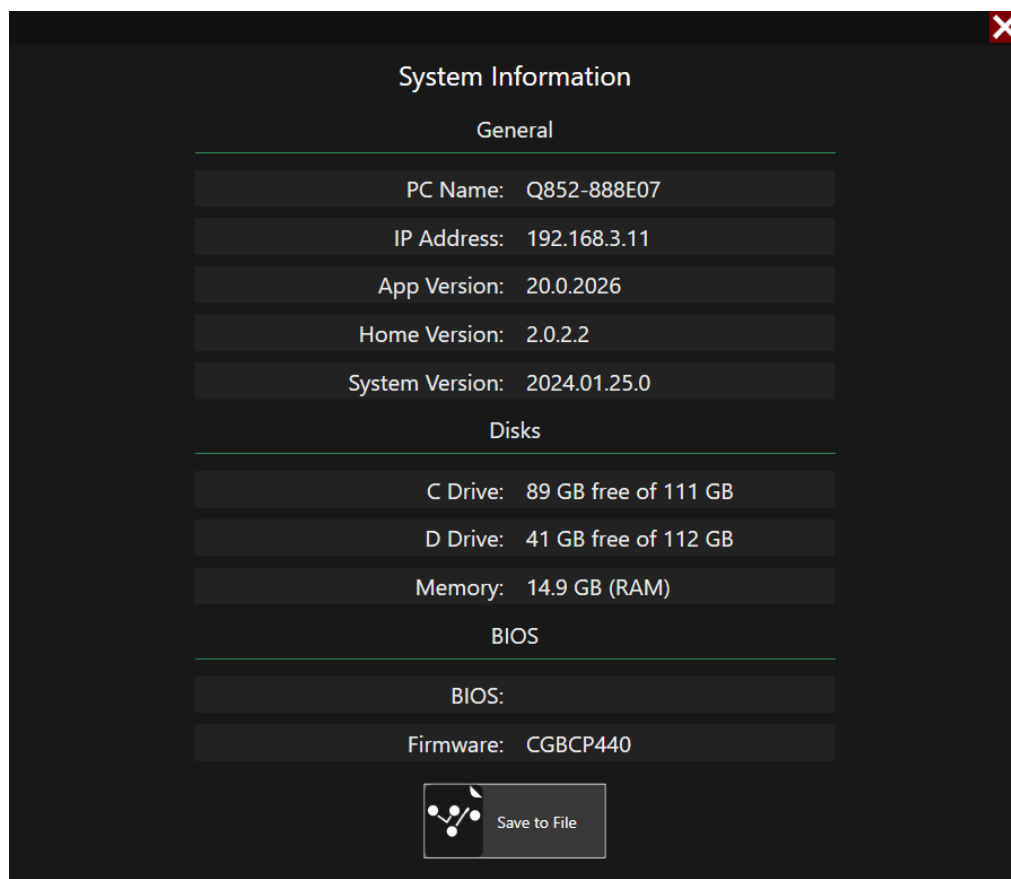 System Information
General
PC Name: Q852-888E07
IP Address: 192.168.3.11
App Version: 20.0.2026
Home Version: 2.0.2.2
System Version: 2024.01.25.0
Disks
C Drive: 89 GB free of 111 GB
D Drive: 41 GB free of 112 GB
Memory: 14.9 GB (RAM)
BIOS
BIOS:
Firmware: CGBCP440
Save to File